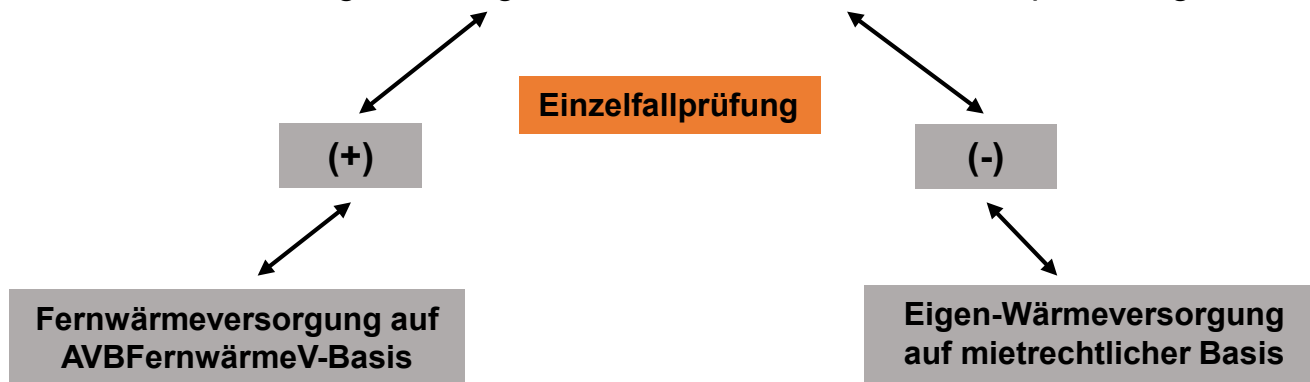 Einzelfallprüfung
(+)
(-)
Fernwärmeversorgung auf
AVBFernwärmeV-Basis
Eigen-Wärmeversorgung
auf mietrechtlicher Basis